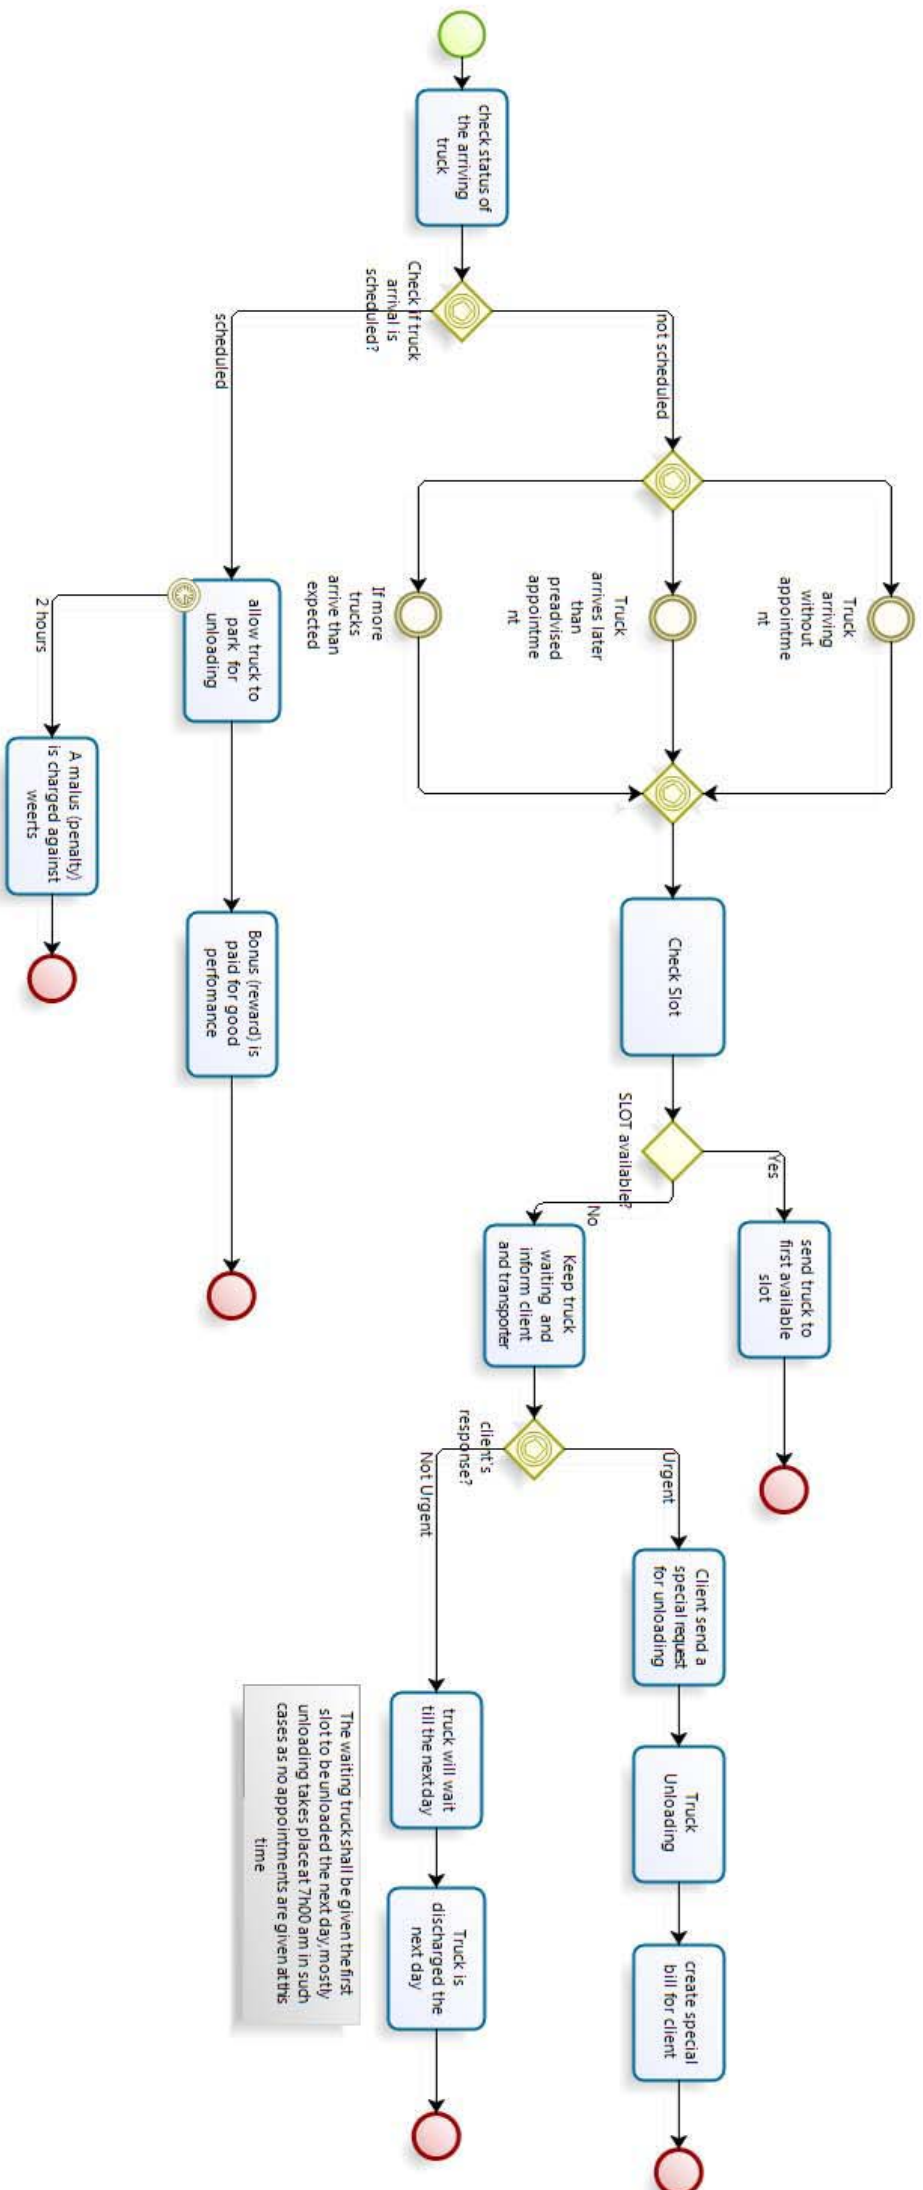 check status of
the arriving
truck
Check if truck
arrival is
scheduled?
not scheduled
scheduled
Truck
arriving
without
appointme
nt
Truck
arrives later
than
preadvised
appointme
nt
If more
trucks
arrive than
expected
allow truck to
park for
unloading
2 hours
A malus (penalty)
is charged against
weerts
Bonus (reward) is
paid for good
perfomance
Check Slot
SLOT available?
Yes
No
send truck to
first available
slot
Keep truck
waiting and
inform client
and transporter
client's
response?
Urgent
Not Urgent
Client send a
special request
for unloading
Truck
Unloading
create special
bill for client
truck will wait
till the next day
Truck is
discharged the
next day
The waiting truck shall be given the first
slot to be unloaded the next day, mostly
unloading takes place at 7h00 am in such
cases as no appointments are given at this
time